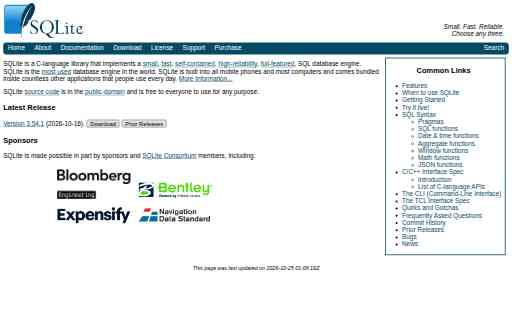 SQLite
Small. Fast. Reliable.
Choose any three.
Home About Documentation Download License Support Purchase Search
SQLite is a C-language library that implements a small, fast, self-contained, high-reliability, full-featured, SQL database engine.
SQLite is the most used database engine in the world. SQLite is built into all mobile phones and most computers and comes bundled
inside countless other applications that people use every day. More Information...
SQLite source code is in the public-domain and is free to everyone to use for any purpose.
Latest Release
Version 3.54.1 (2026-10-16). Download Prior Releases
Sponsors
SQLite is made possible in part by sponsors and SQLite Consortium members, including:
Bloomberg
Engineering
Bentley
Expensify
Navigation
Data Standard
Common Links
Features
When to use SQLite
Getting Started
Try it live!
SQL Syntax
Pragmas
SQL functions
Date & time functions
Aggregate functions
Window functions
Math functions
JSON functions
C/C++ Interface Spec
Introduction
List of C-language APIs
The CLI (Command-Line Interface)
The TCL Interface Spec
Quirks and Gotchas
Frequently Asked Questions
Commit History
Prior Releases
Bugs
News
This page was last updated on 2026-10-25 01:09:16Z